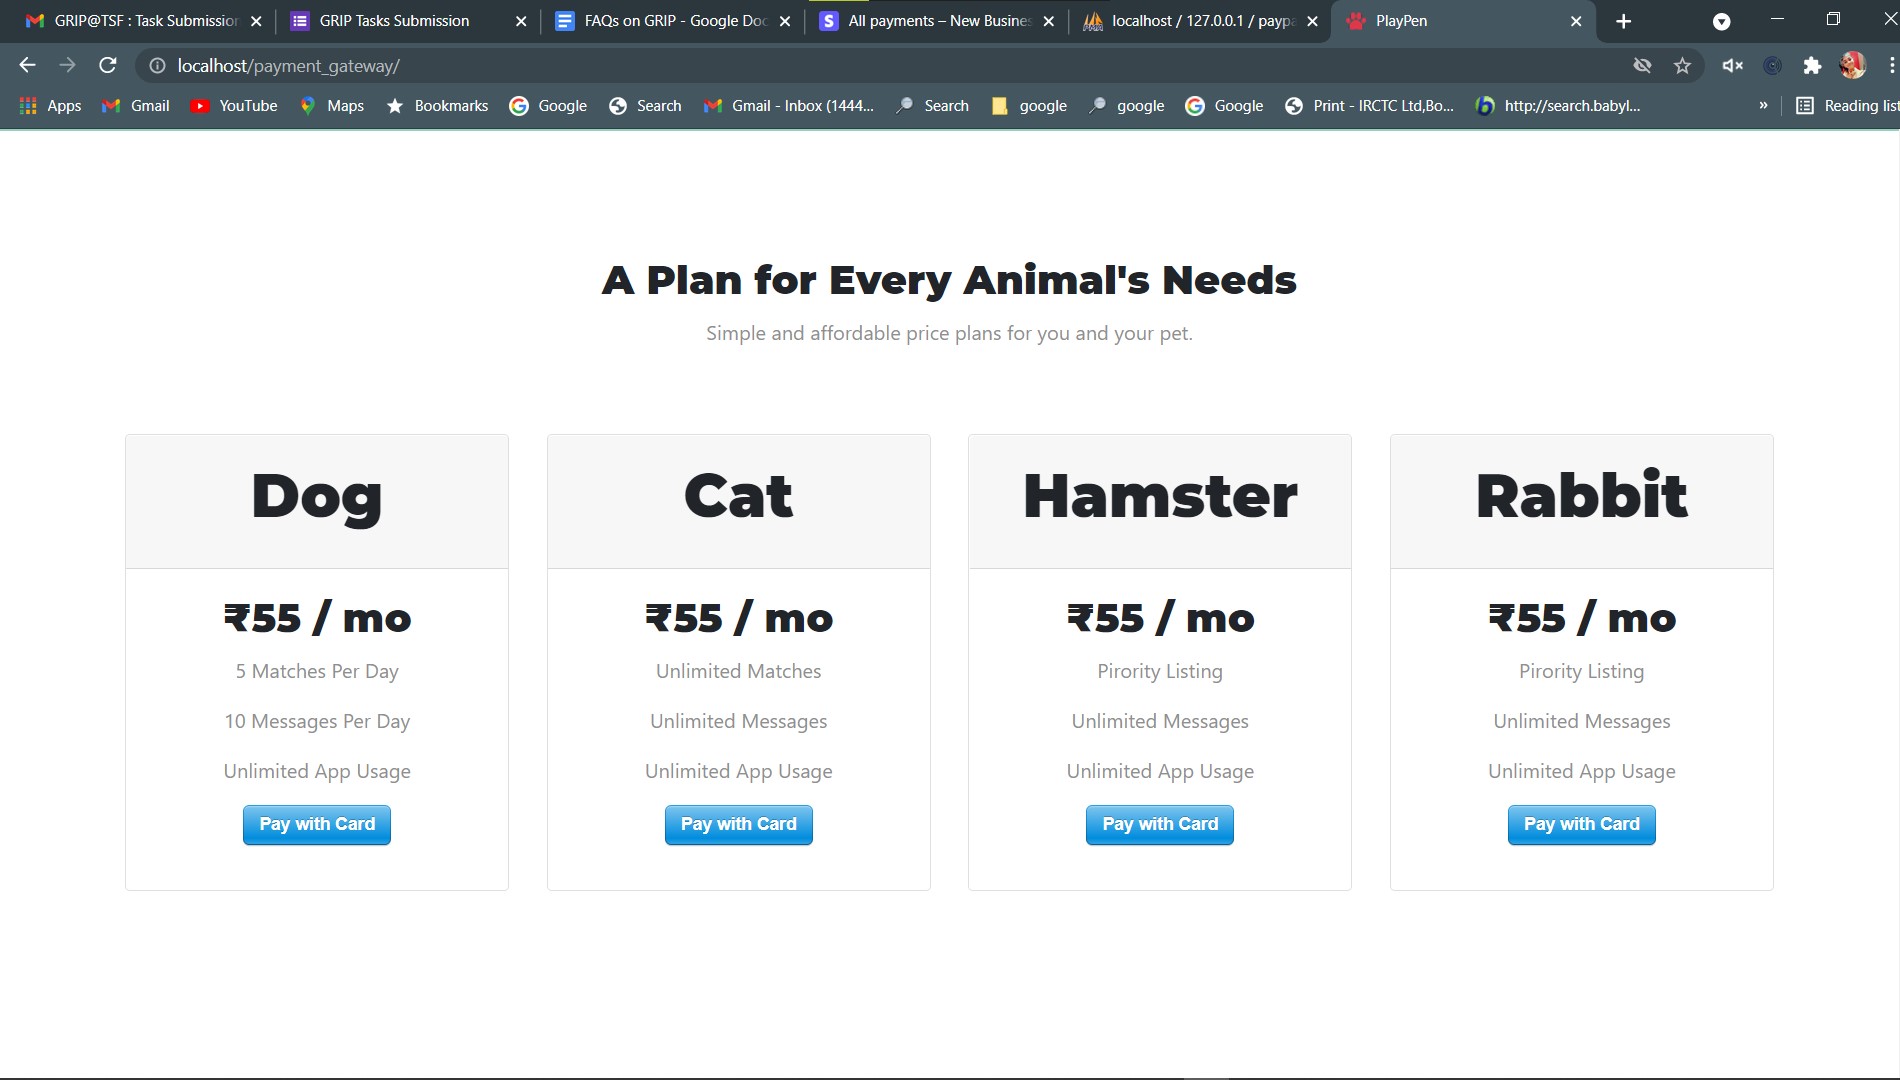 GRIP@TSF : Task Submission
GRIP Tasks Submission
FAQs on GRIP - Google Doc
All payments – New Busines
localhost / 127.0.0.1 / paypa
PlayPen
localhost/payment_gateway/
Apps
Gmail
YouTube
Maps
Bookmarks
Google
Search
Gmail - Inbox (1444...
Search
google
google
Google
Print - IRCTC Ltd,Bo...
http://search.babyl...
»
Reading list
A Plan for Every Animal's Needs
Simple and affordable price plans for you and your pet.
Dog
₹55 / mo
5 Matches Per Day
10 Messages Per Day
Unlimited App Usage
Pay with Card
Cat
₹55 / mo
Unlimited Matches
Unlimited Messages
Unlimited App Usage
Pay with Card
Hamster
₹55 / mo
Pirority Listing
Unlimited Messages
Unlimited App Usage
Pay with Card
Rabbit
₹55 / mo
Pirority Listing
Unlimited Messages
Unlimited App Usage
Pay with Card